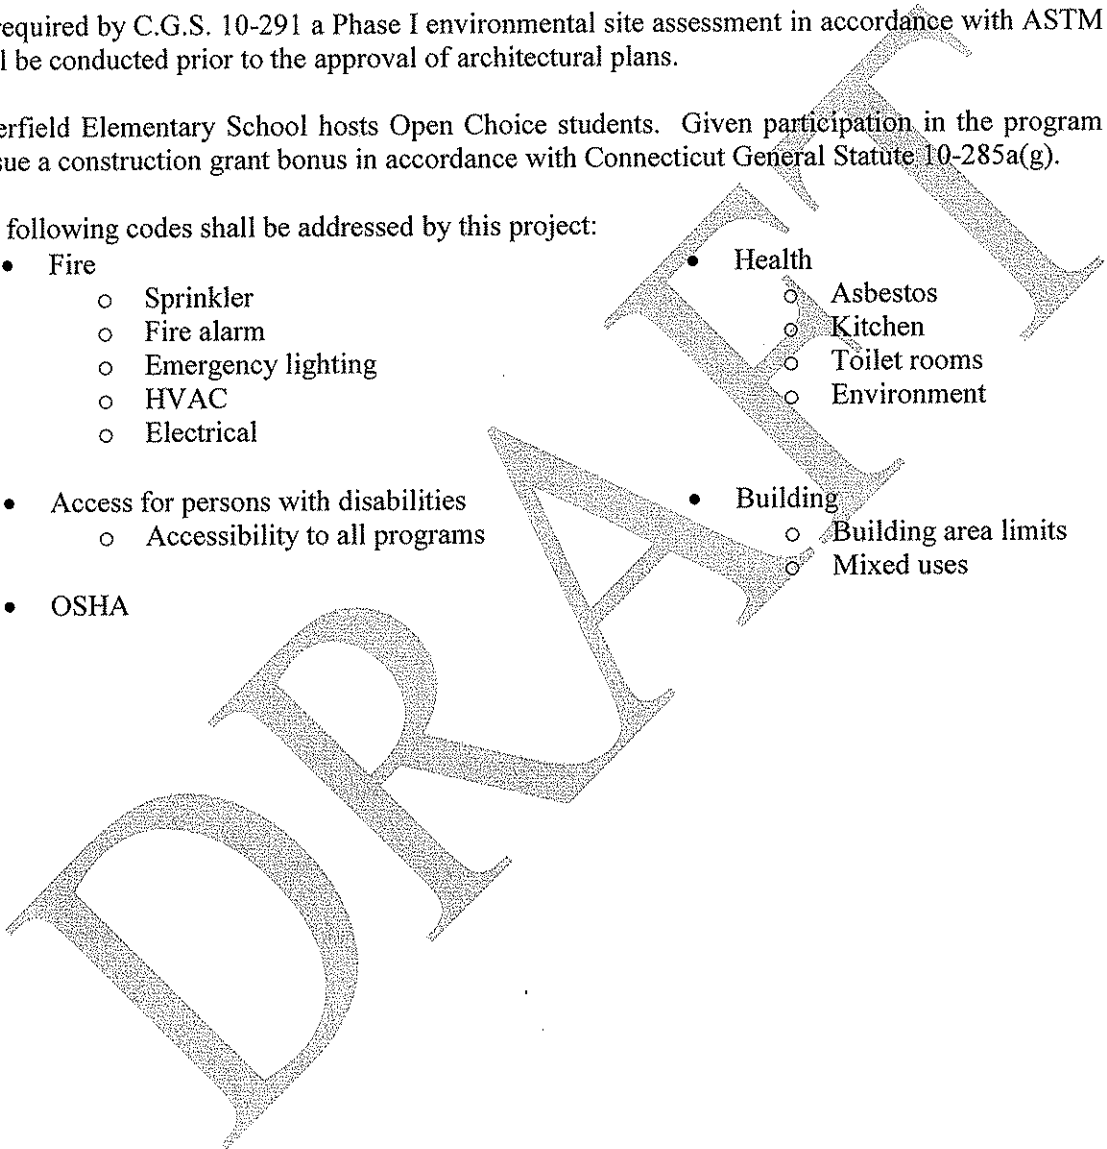 required by C.G.S. 10-291 a Phase I environmental site assessment in accordance with ASTM
l be conducted prior to the approval of architectural plans.
erfield Elementary School hosts Open Choice students. Given participation in the program
sue a construction grant bonus in accordance with Connecticut General Statute 10-285a(g).
following codes shall be addressed by this project:
• Fire
o Sprinkler
o Fire alarm
o Emergency lighting
o HVAC
o Electrical
• Access for persons with disabilities
o Accessibility to all programs
• OSHA
• Health
o Asbestos
o Kitchen
o Toilet rooms
o Environment
• Building
o Building area limits
o Mixed uses
DRAFT